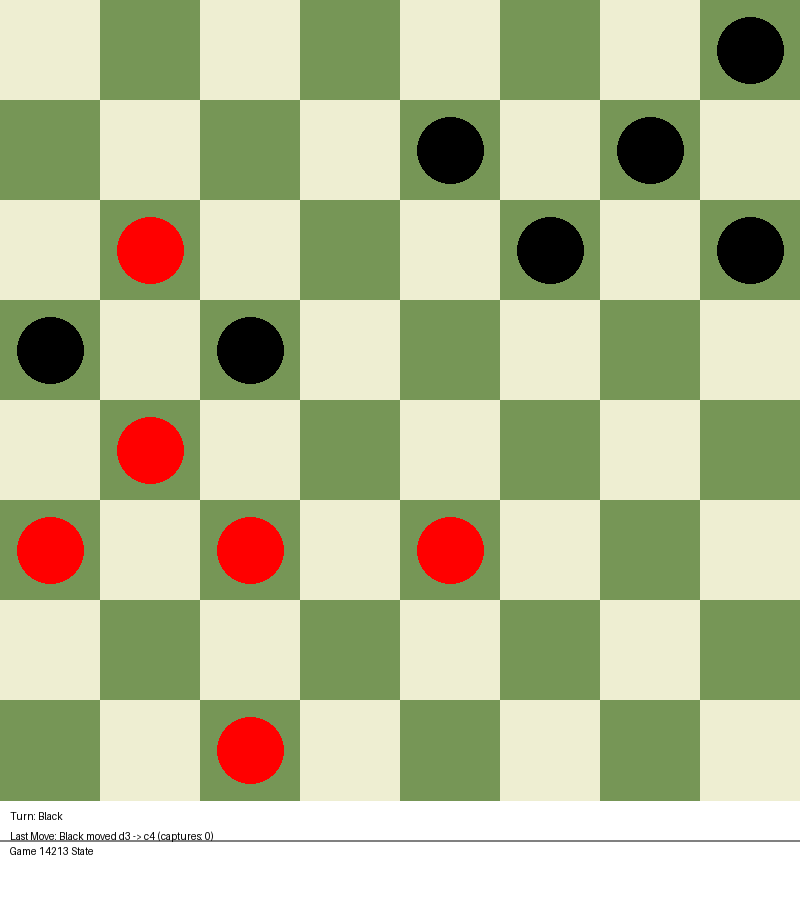 Turn: Black
Last Move: Black moved d3 -> c4 (captures: 0)
Game 14213 State